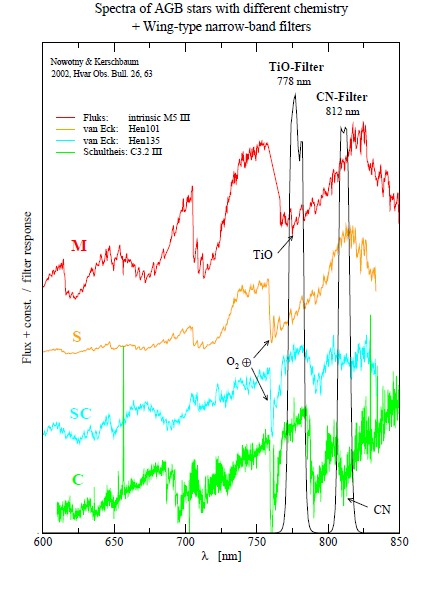 Spectra of AGB stars with different chemistry
+ Wing-type narrow-band filters
Nowotny & Kerschbaum
2002, Hvar Obs. Bull. 26, 63
TiO-Filter
778 nm
CN-Filter
812 nm
Fluks: intrinsic M5 III
van Eck: Hen101
van Eck: Hen135
Schultheis: C3.2 III
Flux + const. / filter response
M
TiO
S
O2 ⊕
SC
C
CN
600 650 700 750 800 850
λ [nm]